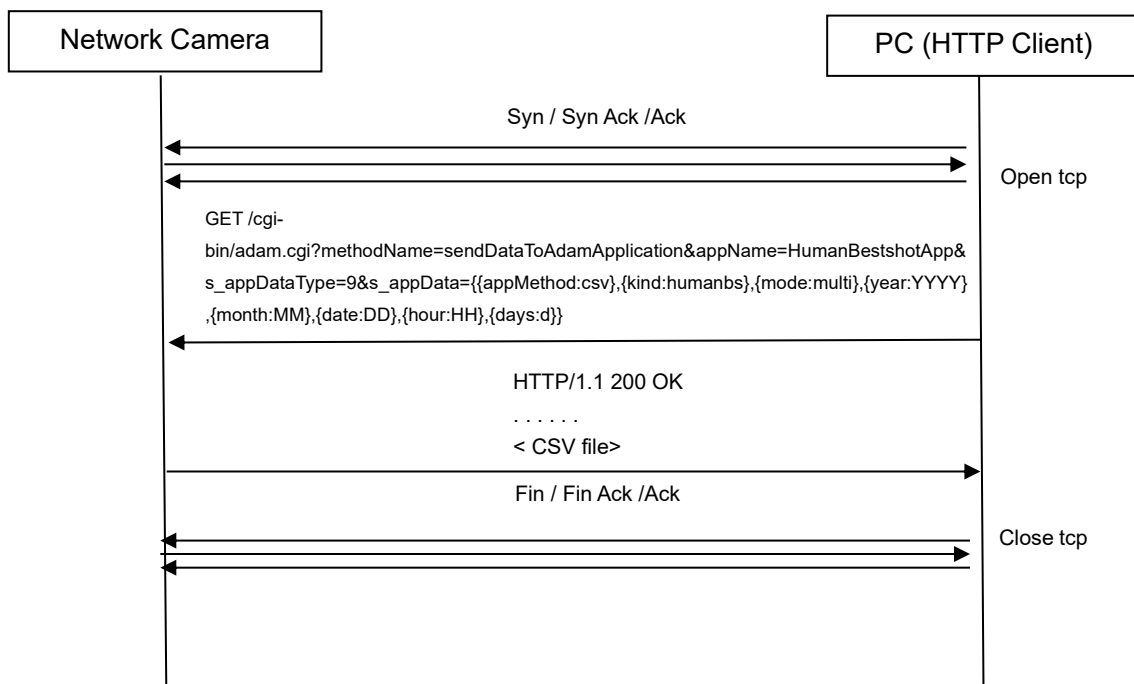 Network Camera
PC (HTTP Client)
Syn / Syn Ack /Ack
Open tcp
GET /cgi-
bin/adam.cgi?methodName=sendDataToAdamApplication&appName=HumanBestshotApp&
s_appDataType=9&s_appData={{appMethod:csv},{kind:humanbs},{mode:multi},{year:YYYY}
,{month:MM},{date:DD},{hour:HH},{days:d}}
HTTP/1.1 200 OK
. . . . . .
< CSV file>
Fin / Fin Ack /Ack
Close tcp